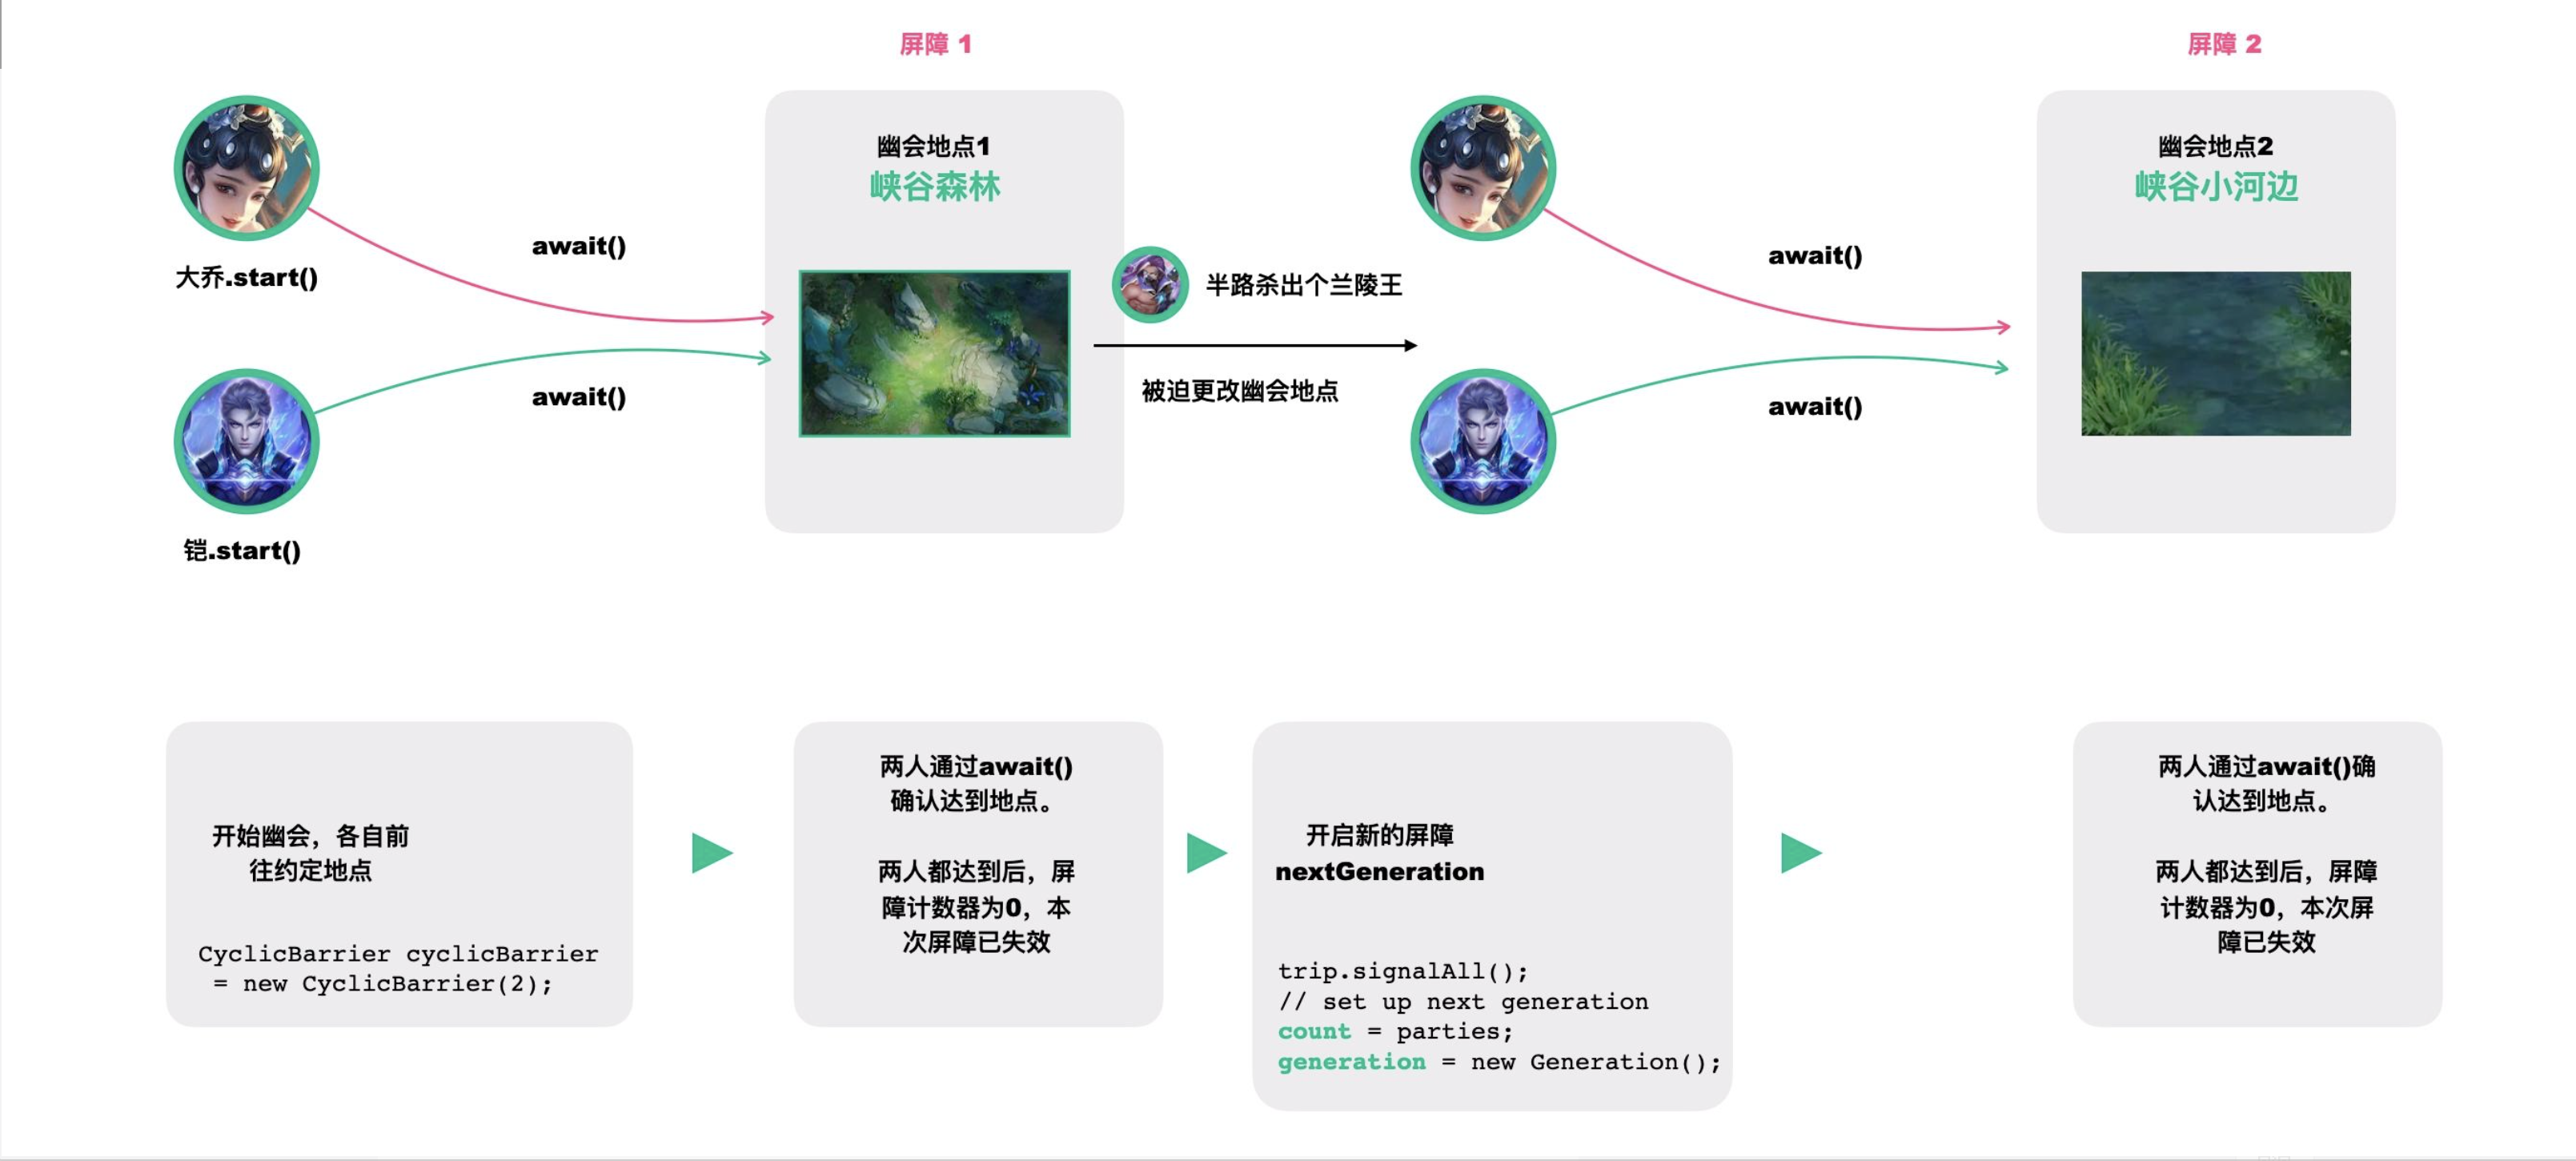 屏障 1
屏障 2
幽会地点1
峡谷森林
幽会地点2
峡谷小河边
await()
await()
大乔.start()
半路杀出个兰陵王
被迫更改幽会地点
await()
await()
铠.start()
开始幽会，各自前
往约定地点
CyclicBarrier cyclicBarrier
= new CyclicBarrier(2);
两人通过await()
确认达到地点。
两人都达到后，屏
障计数器为0，本
次屏障已失效
开启新的屏障
nextGeneration
trip.signalAll();
// set up next generation
count = parties;
generation = new Generation();
两人通过await()确
认达到地点。
两人都达到后，屏障
计数器为0，本次屏
障已失效